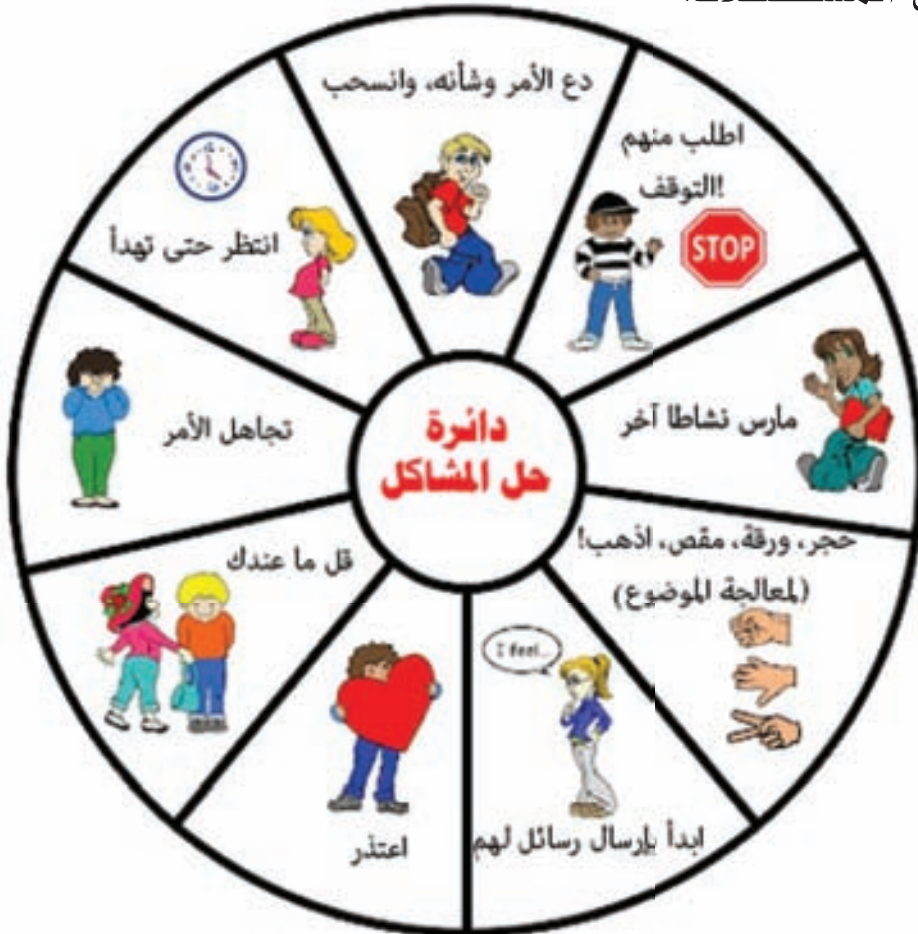 دع الأمر وشأنه، وانسحب
اطلب منهم
التوقف!
STOP
مارس نشاطا آخر
حجر، ورقة، مقص، اذهب!
(لمعالجة الموضوع)
I feel...
ابدأ بإرسال رسائل لهم
اعتذر
قل ما عندك
تجاهل الأمر
انتظر حتى تهدأ
دائرة
حل المشاكل